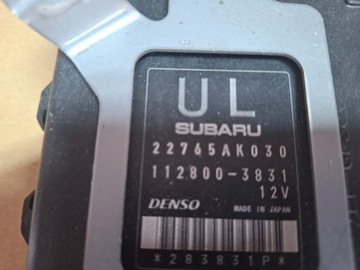 UL
SUBARU
22765AK030
112800-3831
12V
DENSO MADE IN JAPAN
*283831P*